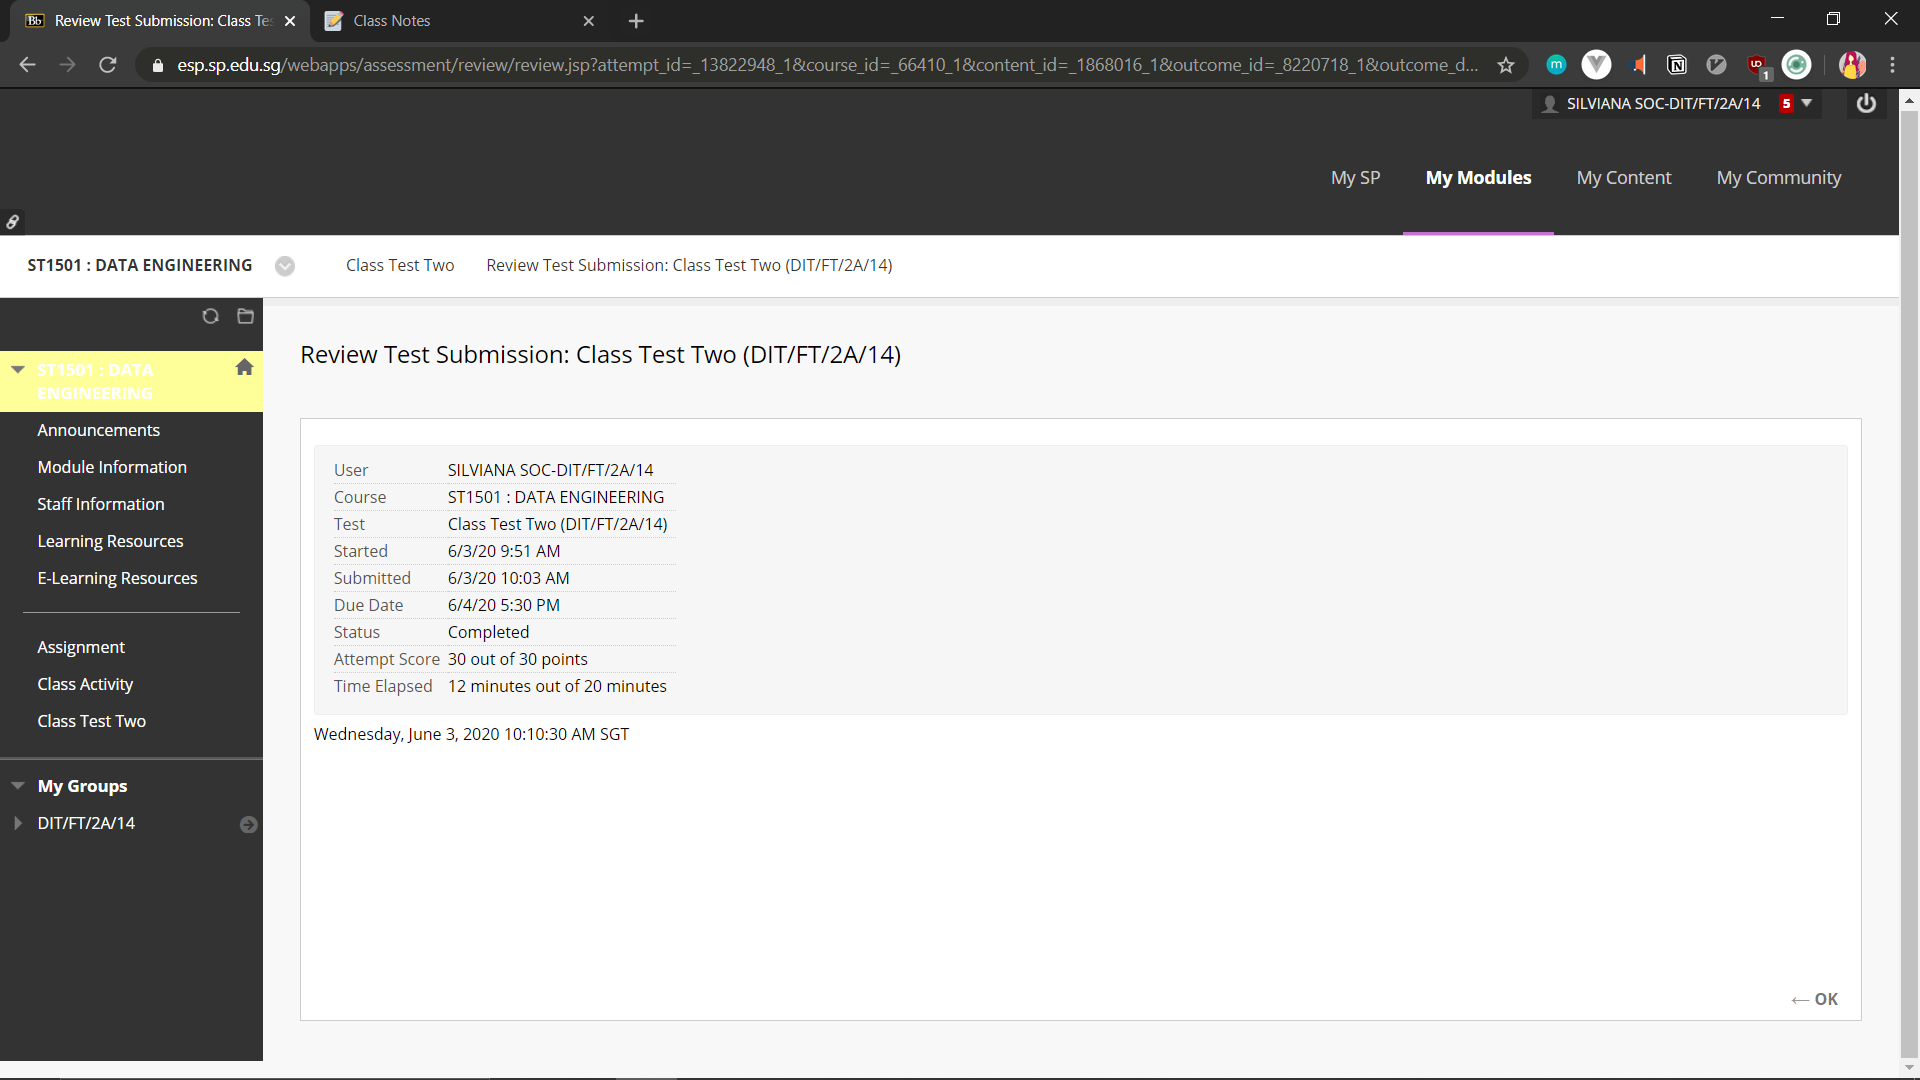 Bb Review Test Submission: Class Te
Class Notes
esp.sp.edu.sg/webapps/assessment/review/review.jsp?attempt_id=_13822948_1&course_id=_66410_1&content_id=_1868016_1&outcome_id=_8220718_1&outcome_d...
1
SILVIANA SOC-DIT/FT/2A/14 5
My SP
My Modules
My Content
My Community
ST1501 : DATA ENGINEERING
Class Test Two
Review Test Submission: Class Test Two (DIT/FT/2A/14)
ST1501 : DATA
ENGINEERING
Announcements
Module Information
Staff Information
Learning Resources
E-Learning Resources
Assignment
Class Activity
Class Test Two
My Groups
DIT/FT/2A/14
Review Test Submission: Class Test Two (DIT/FT/2A/14)
User SILVIANA SOC-DIT/FT/2A/14
Course ST1501 : DATA ENGINEERING
Test Class Test Two (DIT/FT/2A/14)
Started 6/3/20 9:51 AM
Submitted 6/3/20 10:03 AM
Due Date 6/4/20 5:30 PM
Status Completed
Attempt Score 30 out of 30 points
Time Elapsed 12 minutes out of 20 minutes
Wednesday, June 3, 2020 10:10:30 AM SGT
← OK